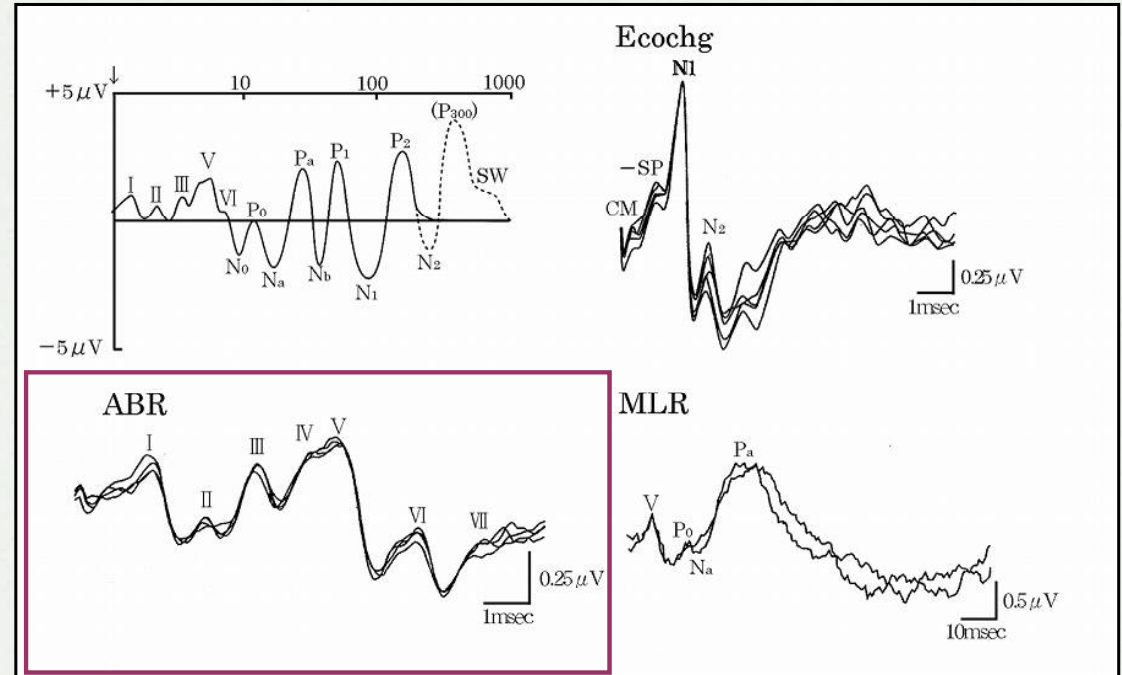 ↓
10 100 1000
+5μV
I II III V VI P₀ N₀ Na Pa Nb P₁ N₁ P₂ N₂ (P₃₀₀) SW
−5μV
Ecochg
N1
−SP
CM
N₂
0.25μV
1msec
ABR
I II III IV V VI VII
0.25μV
1msec
MLR
V P₀ Na Pa
0.5μV
10msec